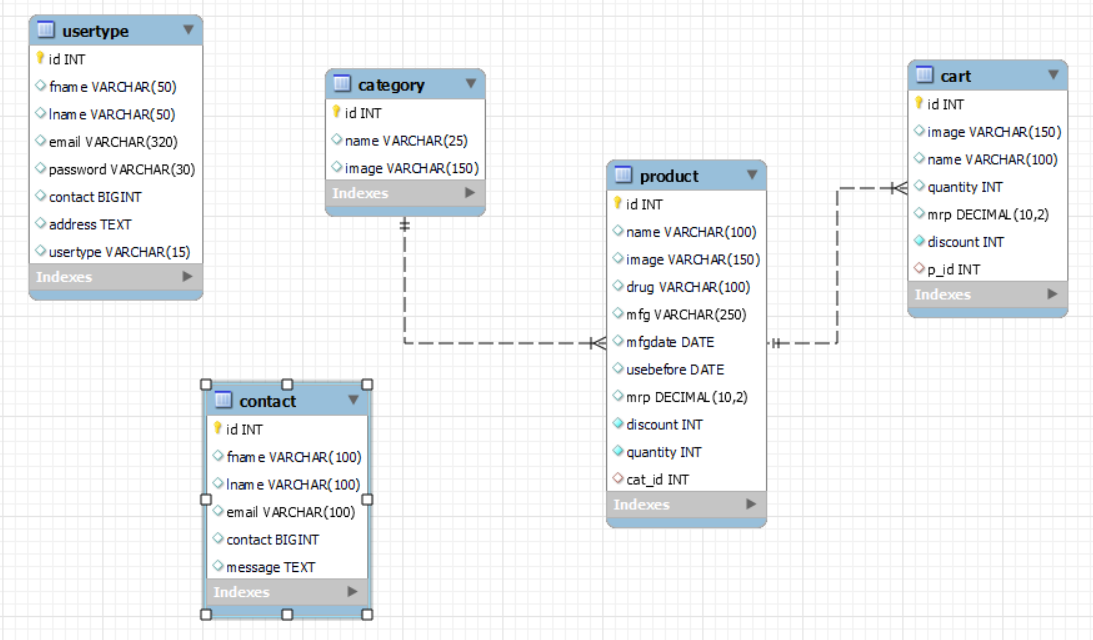 usertype
id INT
fname VARCHAR(50)
lname VARCHAR(50)
email VARCHAR(320)
password VARCHAR(30)
contact BIGINT
address TEXT
usertype VARCHAR(15)
Indexes
category
id INT
name VARCHAR(25)
image VARCHAR(150)
Indexes
product
id INT
name VARCHAR(100)
image VARCHAR(150)
drug VARCHAR(100)
mfg VARCHAR(250)
mfgdate DATE
usebefore DATE
mrp DECIMAL(10,2)
discount INT
quantity INT
cat_id INT
Indexes
cart
id INT
image VARCHAR(150)
name VARCHAR(100)
quantity INT
mrp DECIMAL(10,2)
discount INT
p_id INT
Indexes
contact
id INT
fname VARCHAR(100)
lname VARCHAR(100)
email VARCHAR(100)
contact BIGINT
message TEXT
Indexes